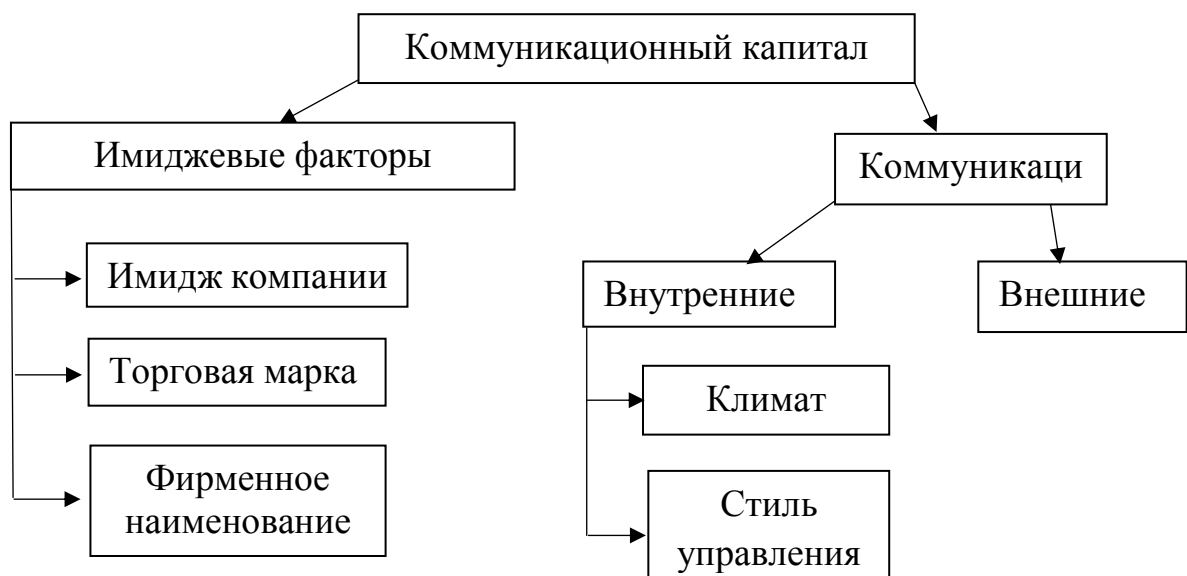 Коммуникационный капитал
Имиджевые факторы
Коммуникаци
Имидж компании
Внутренние
Внешние
Торговая марка
Климат
Фирменное
наименование
Стиль
управления